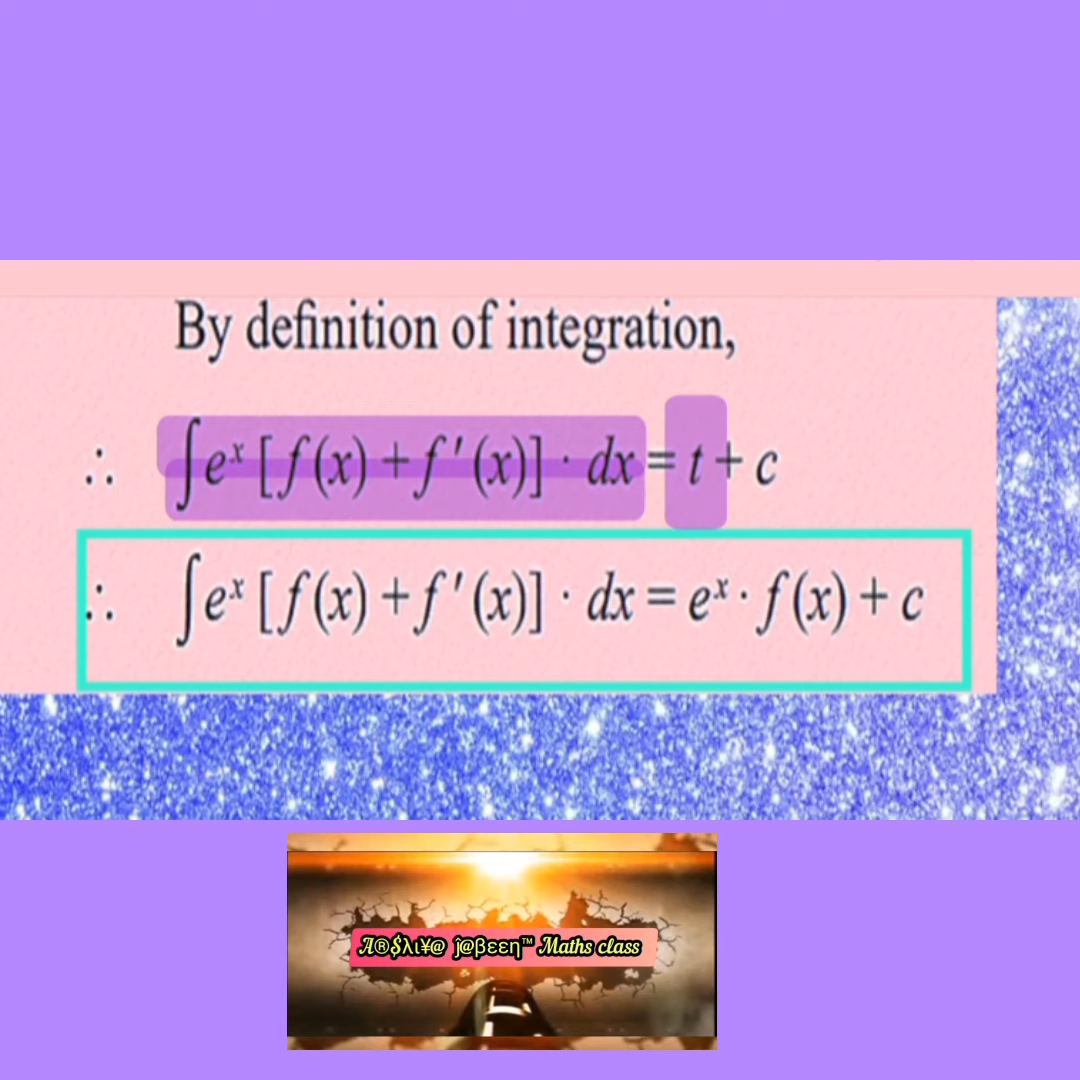 By definition of integration,
∴ ∫eˣ [f(x) + f′(x)] · dx = t + c
∴ ∫eˣ [f(x) + f′(x)] · dx = eˣ · f(x) + c
A®$λι¥@ ĵ@βεεη™ Maths class